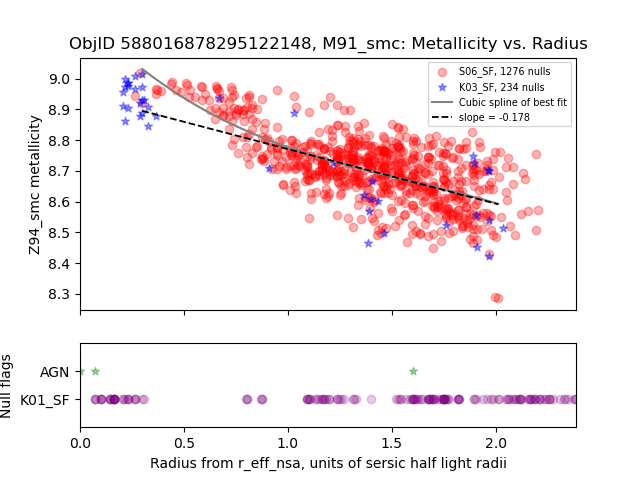 ObjID 588016878295122148, M91_smc: Metallicity vs. Radius
S06_SF, 1276 nulls
K03_SF, 234 nulls
Cubic spline of best fit
slope = -0.178
Z94_smc metallicity
9.0
8.9
8.8
8.7
8.6
8.5
8.4
8.3
Null flags
AGN
K01_SF
0.0 0.5 1.0 1.5 2.0
Radius from r_eff_nsa, units of sersic half light radii